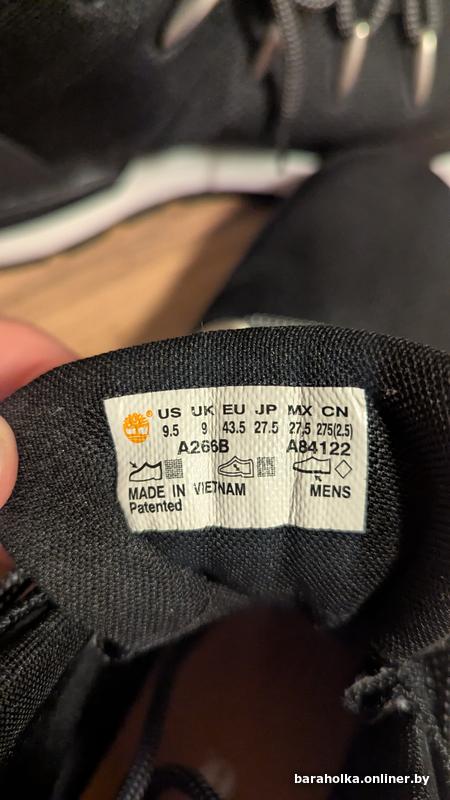 US UK EU JP MX CN
9.5 9 43.5 27.5 27.5 275(2.5)
A266B A84122
MADE IN VIETNAM MENS
Patented
baraholka.onliner.by